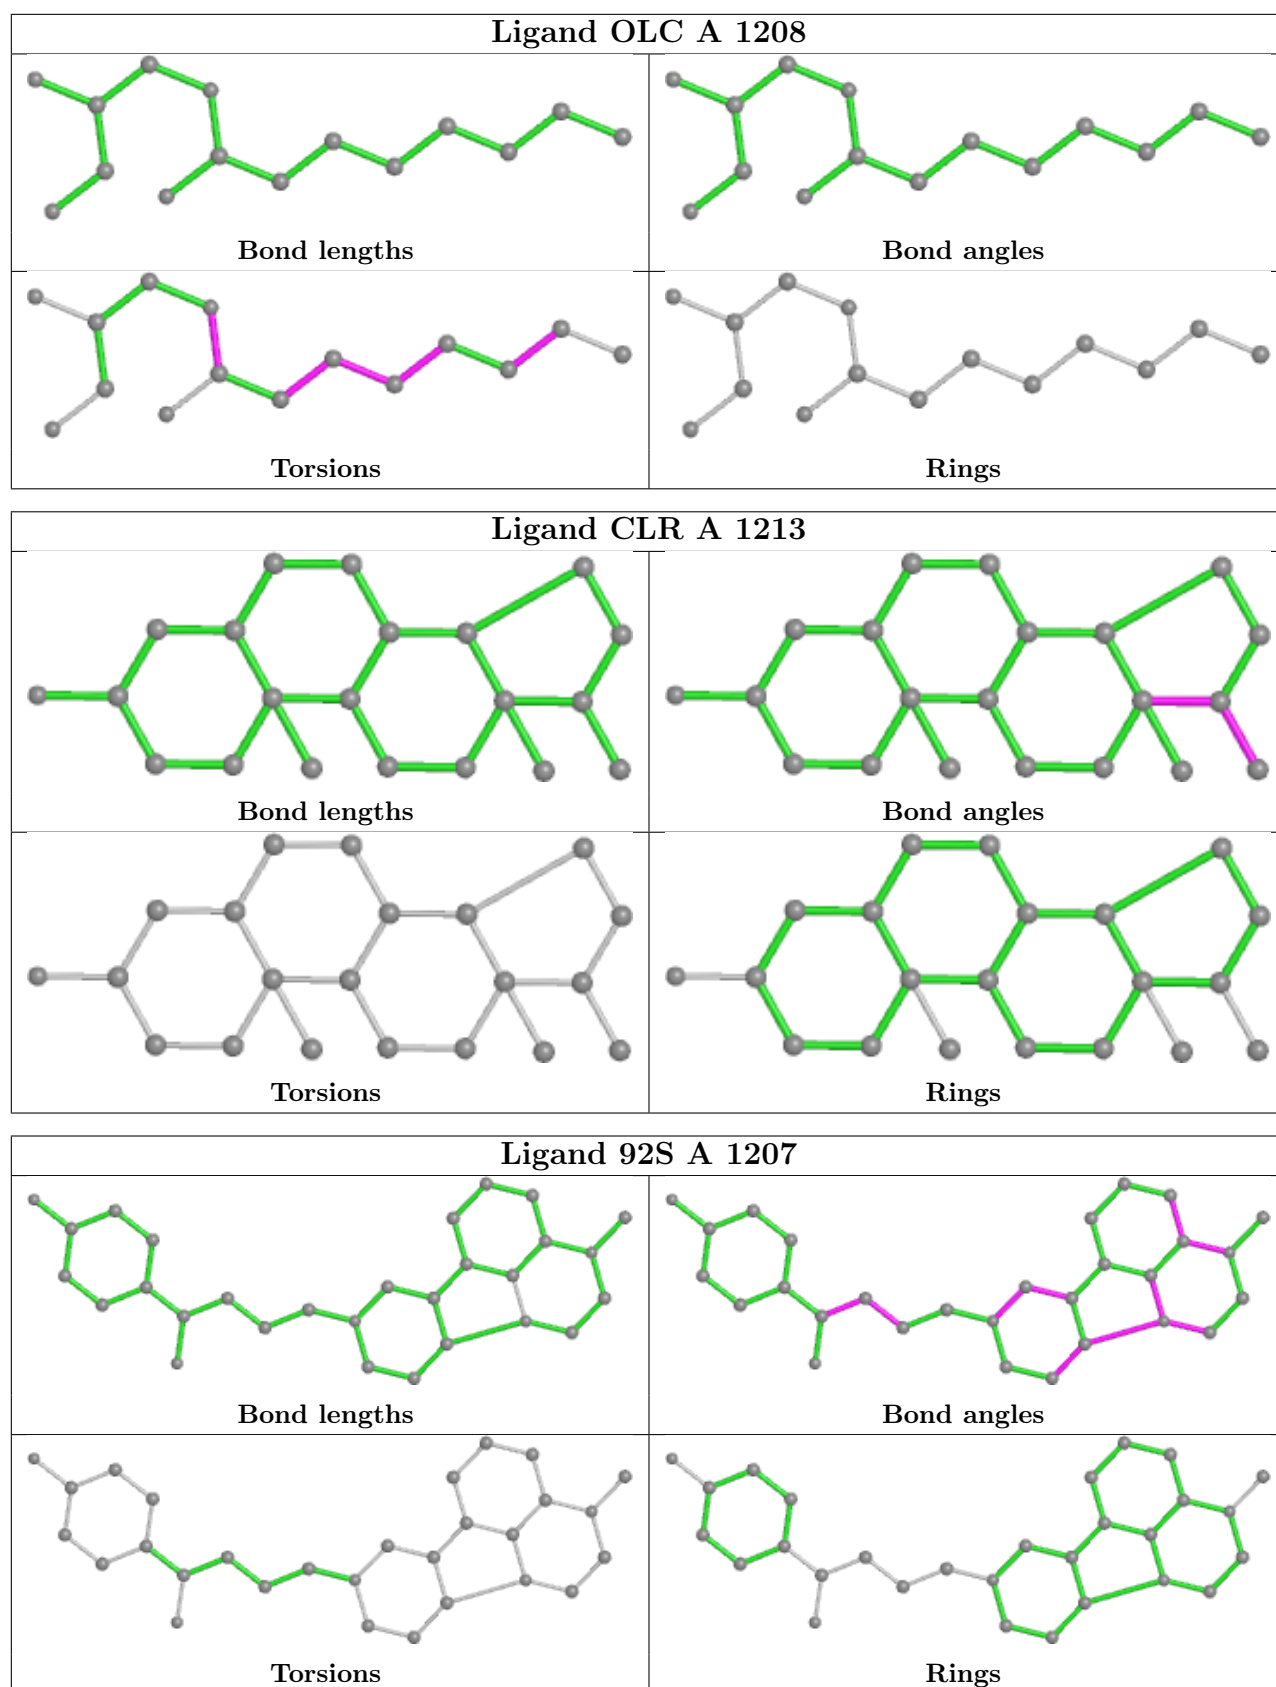 Ligand OLC A 1208
Bond lengths
Bond angles
Torsions
Rings
Ligand CLR A 1213
Bond lengths
Bond angles
Torsions
Rings
Ligand 92S A 1207
Bond lengths
Bond angles
Torsions
Rings